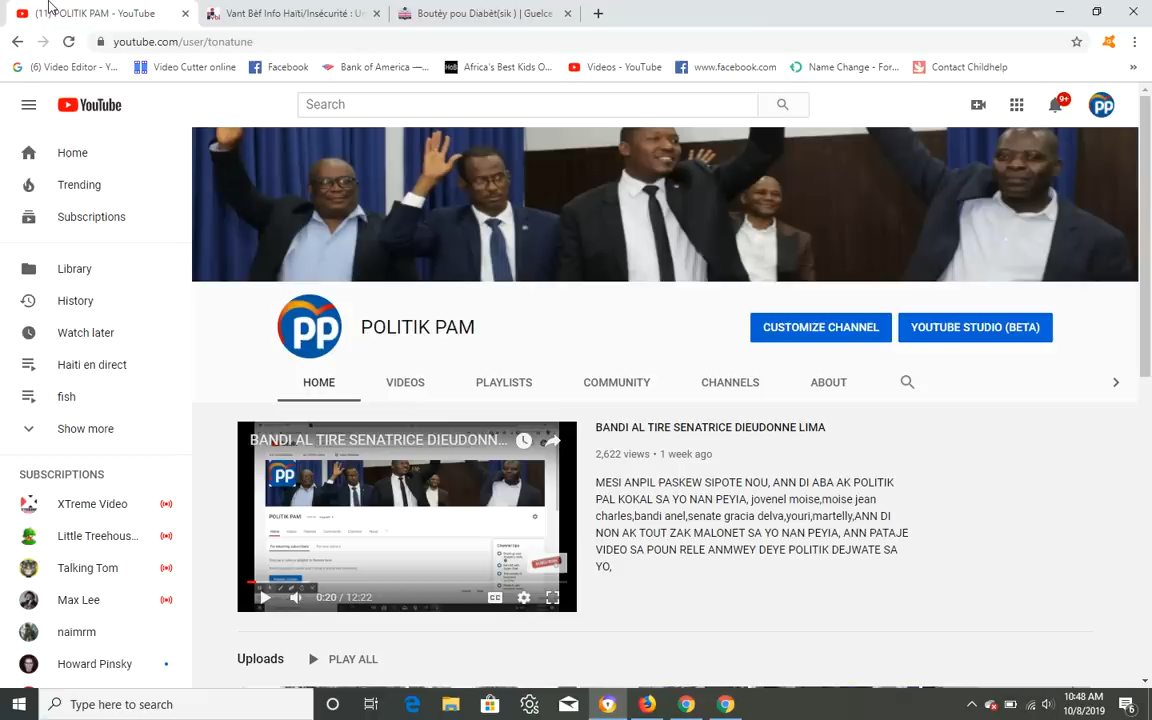 (11) POLITIK PAM - YouTube
Vant Bèf Info Haïti/Insécurité : U
Boutèy pou Diabèt(sik ) | Guelce
youtube.com/user/tonatune
(6) Video Editor - Y...
Video Cutter online
Facebook
Bank of America —...
Africa's Best Kids O...
Videos - YouTube
www.facebook.com
Name Change - For...
Contact Childhelp
YouTube
Search
9+
pp
Home
Trending
Subscriptions
Library
History
Watch later
Haiti en direct
fish
Show more
SUBSCRIPTIONS
XTreme Video
Little Treehous...
Talking Tom
Max Lee
naimrm
Howard Pinsky
pp
POLITIK PAM
CUSTOMIZE CHANNEL
YOUTUBE STUDIO (BETA)
HOME
VIDEOS
PLAYLISTS
COMMUNITY
CHANNELS
ABOUT
BANDI AL TIRE SENATRICE DIEUDONN...
pp
POLITIK PAM
0:20 / 12:22
CC
BANDI AL TIRE SENATRICE DIEUDONNE LIMA
2,622 views • 1 week ago
MESI ANPIL PASKEW SIPOTE NOU, ANN DI ABA AK POLITIK
PAL KOKAL SA YO NAN PEYIA, jovenel moise,moise jean
charles,bandi anel,senate gracia delva,youri,martelly,ANN DI
NON AK TOUT ZAK MALONET SA YO NAN PEYIA, ANN PATAJE
VIDEO SA POUN RELE ANMWEY DEYE POLITIK DEJWATE SA
YO,
Uploads
PLAY ALL
Type here to search
10:48 AM
10/8/2019
6